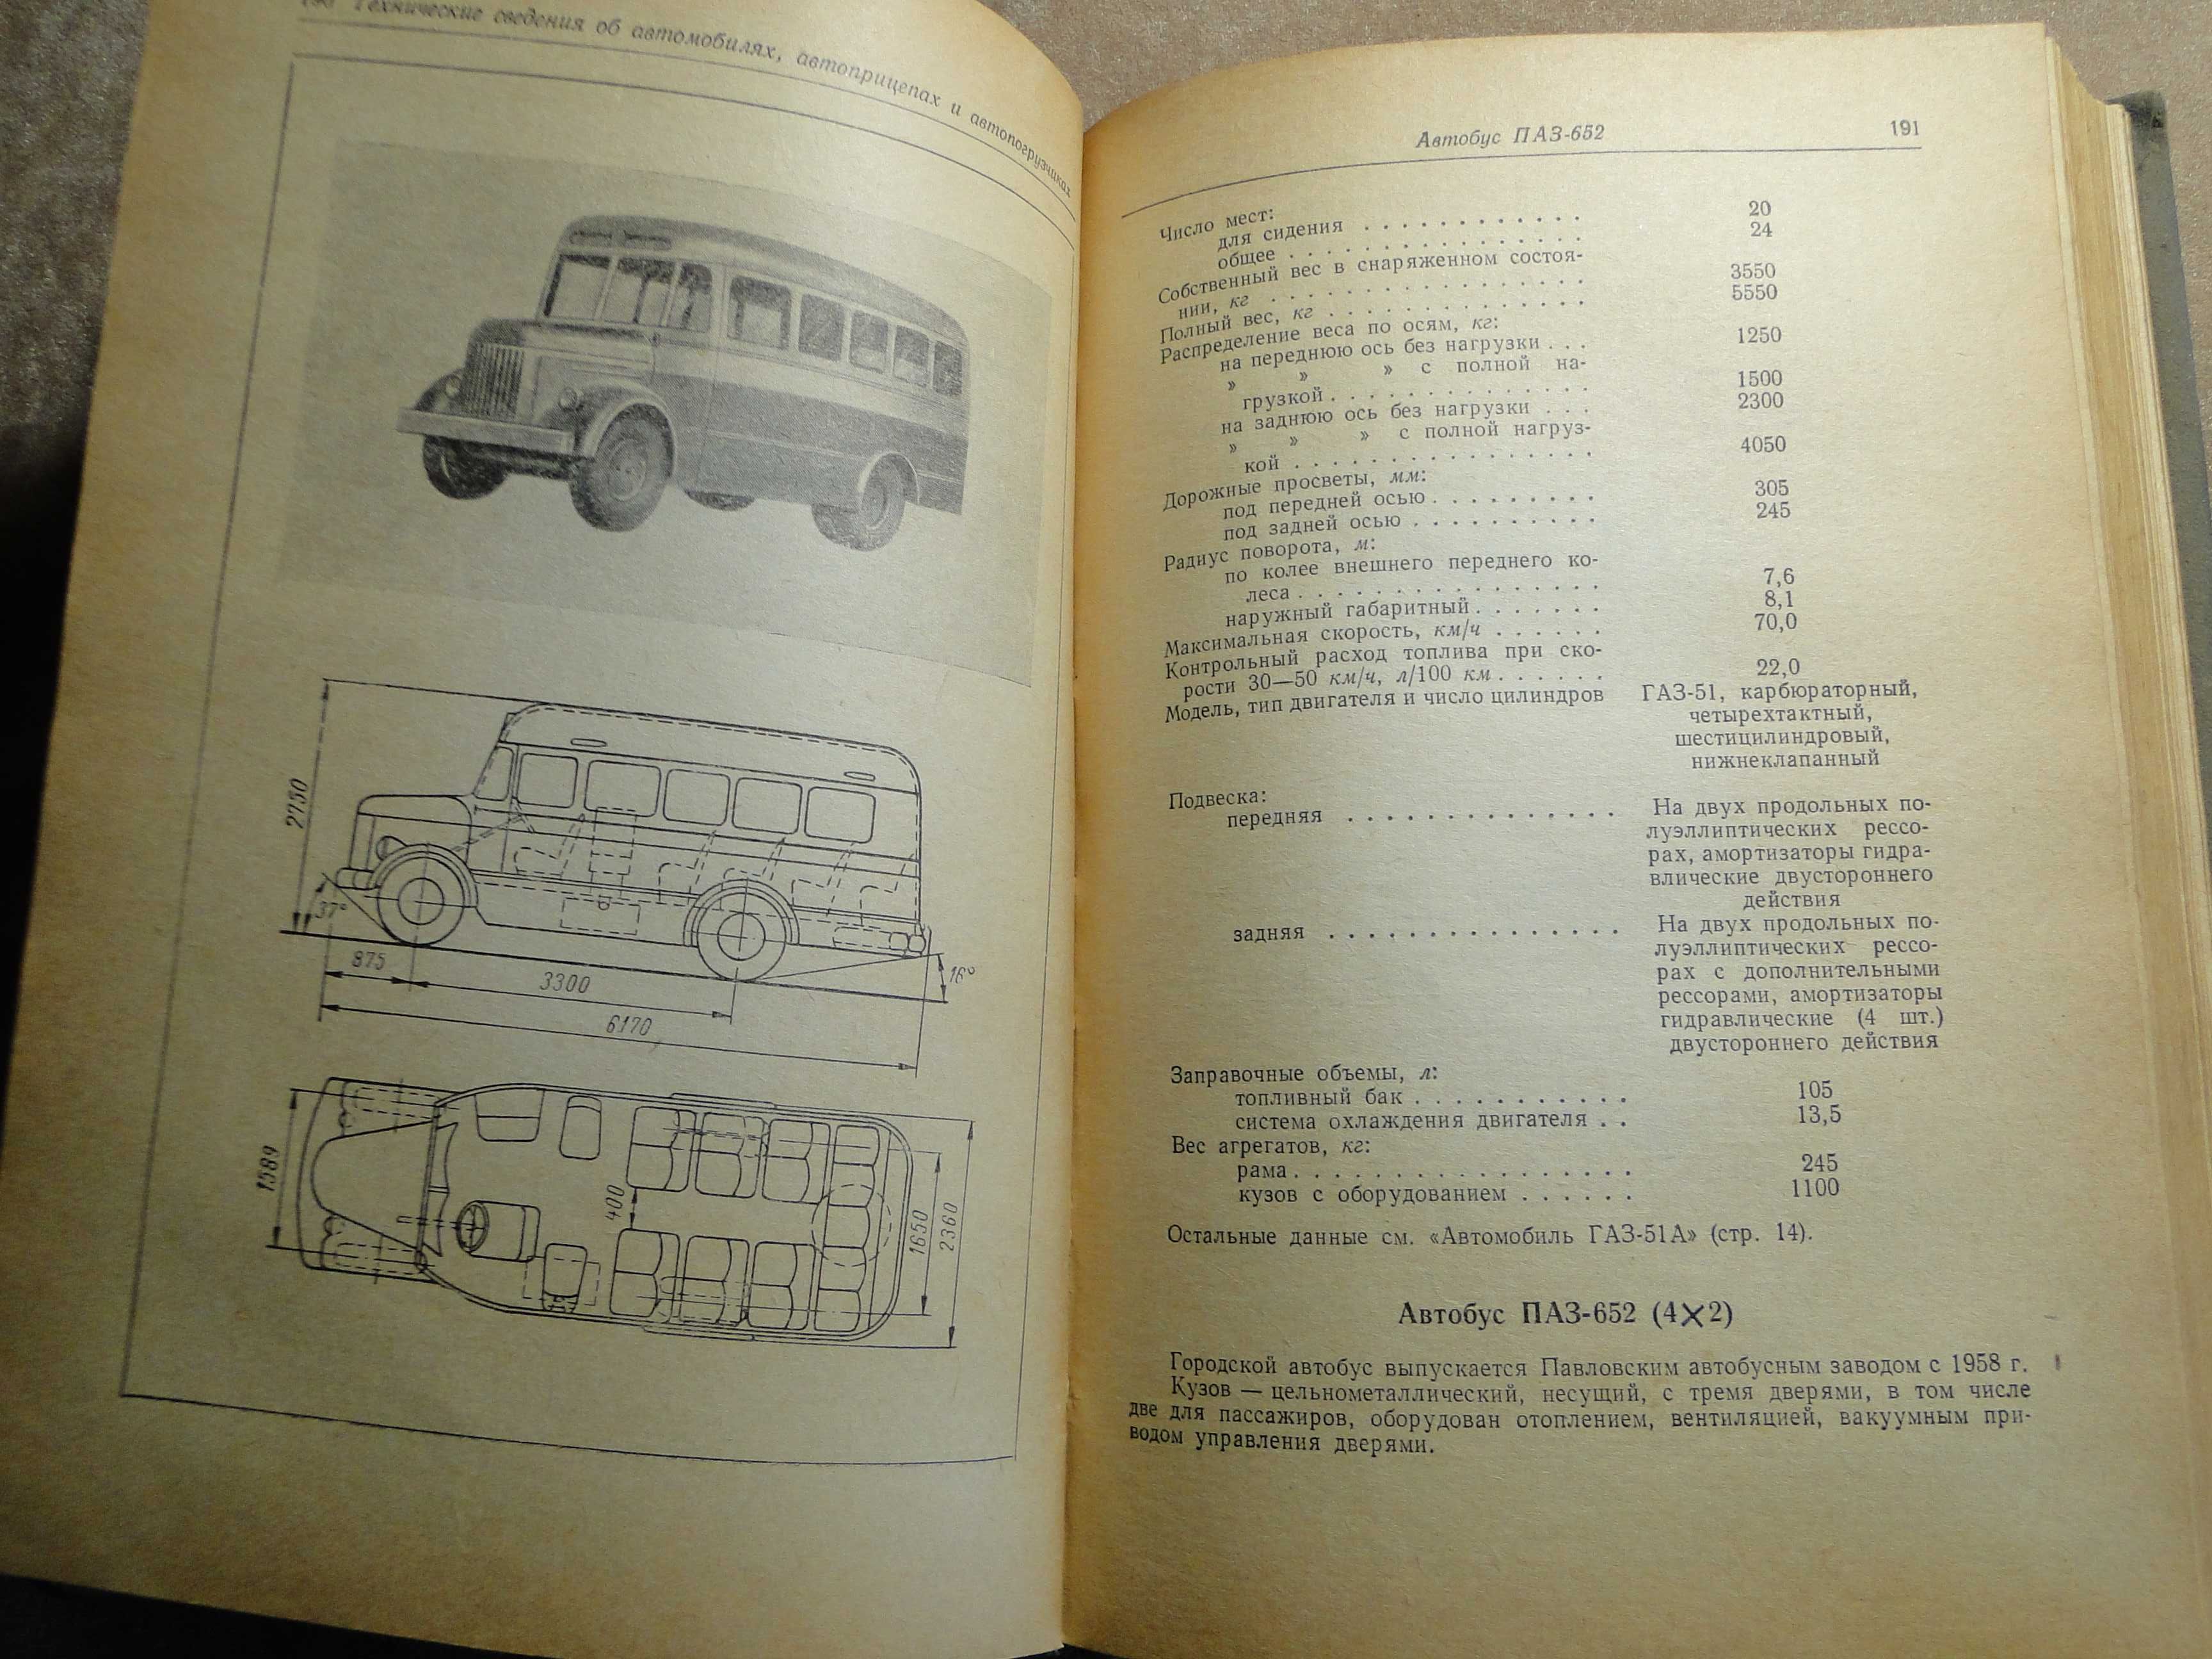 Технические сведения об автомобилях, автоприцепах и автопогрузчиках
2750
37°
875
3300
6170
16°
1589
400
1650
2360
Автобус ПАЗ-652 191
Число мест:
для сидения . . . . . . . . . . . . 20
общее . . . . . . . . . . . . . . 24
Собственный вес в снаряженном состоя-
нии, кг . . . . . . . . . . . . . . . . 3550
Полный вес, кг . . . . . . . . . . . . . 5550
Распределение веса по осям, кг:
на переднюю ось без нагрузки . . . 1250
» » » с полной на-
грузкой . . . . . . . . . . . . . 1500
на заднюю ось без нагрузки . . . 2300
» » » с полной нагруз-
кой . . . . . . . . . . . . . . . 4050
Дорожные просветы, мм:
под передней осью . . . . . . . . . 305
под задней осью . . . . . . . . . . 245
Радиус поворота, м:
по колее внешнего переднего ко-
леса . . . . . . . . . . . . . . . 7,6
наружный габаритный . . . . . . . 8,1
Максимальная скорость, км/ч . . . . . . 70,0
Контрольный расход топлива при ско-
рости 30—50 км/ч, л/100 км . . . . . . 22,0
Модель, тип двигателя и число цилиндров ГАЗ-51, карбюраторный,
четырехтактный,
шестицилиндровый,
нижнеклапанный
Подвеска:
передняя . . . . . . . . . . . . . . На двух продольных по-
луэллиптических рессо-
рах, амортизаторы гидра-
влические двустороннего
действия
задняя . . . . . . . . . . . . . . . На двух продольных по-
луэллиптических рессо-
рах с дополнительными
рессорами, амортизаторы
гидравлические (4 шт.)
двустороннего действия
Заправочные объемы, л:
топливный бак . . . . . . . . . . . 105
система охлаждения двигателя . . 13,5
Вес агрегатов, кг:
рама . . . . . . . . . . . . . . . . . 245
кузов с оборудованием . . . . . . 1100
Остальные данные см. «Автомобиль ГАЗ-51А» (стр. 14).
Автобус ПАЗ-652 (4×2)
Городской автобус выпускается Павловским автобусным заводом с 1958 г.
Кузов — цельнометаллический, несущий, с тремя дверями, в том числе
две для пассажиров, оборудован отоплением, вентиляцией, вакуумным при-
водом управления дверями.